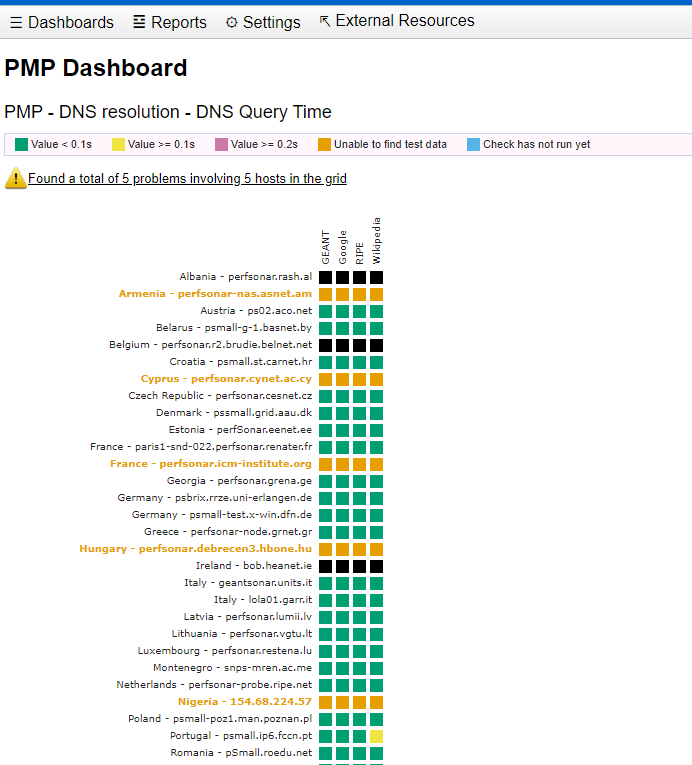 ☰ Dashboards ☲ Reports ⚙ Settings ⇱ External Resources
PMP Dashboard
PMP - DNS resolution - DNS Query Time
Value < 0.1s Value >= 0.1s Value >= 0.2s Unable to find test data Check has not run yet
Found a total of 5 problems involving 5 hosts in the grid
GEANT Google RIPE Wikipedia
Albania - perfsonar.rash.al
Armenia - perfsonar-nas.asnet.am
Austria - ps02.aco.net
Belarus - psmall-g-1.basnet.by
Belgium - perfsonar.r2.brudie.belnet.net
Croatia - psmall.st.carnet.hr
Cyprus - perfsonar.cynet.ac.cy
Czech Republic - perfsonar.cesnet.cz
Denmark - pssmall.grid.aau.dk
Estonia - perfSonar.eenet.ee
France - paris1-snd-022.perfsonar.renater.fr
France - perfsonar.icm-institute.org
Georgia - perfsonar.grena.ge
Germany - psbrix.rrze.uni-erlangen.de
Germany - psmall-test.x-win.dfn.de
Greece - perfsonar-node.grnet.gr
Hungary - perfsonar.debrecen3.hbone.hu
Ireland - bob.heanet.ie
Italy - geantsonar.units.it
Italy - lola01.garr.it
Latvia - perfsonar.lumii.lv
Lithuania - perfsonar.vgtu.lt
Luxembourg - perfsonar.restena.lu
Montenegro - snps-mren.ac.me
Netherlands - perfsonar-probe.ripe.net
Nigeria - 154.68.224.57
Poland - psmall-poz1.man.poznan.pl
Portugal - psmall.ip6.fccn.pt
Romania - pSmall.roedu.net